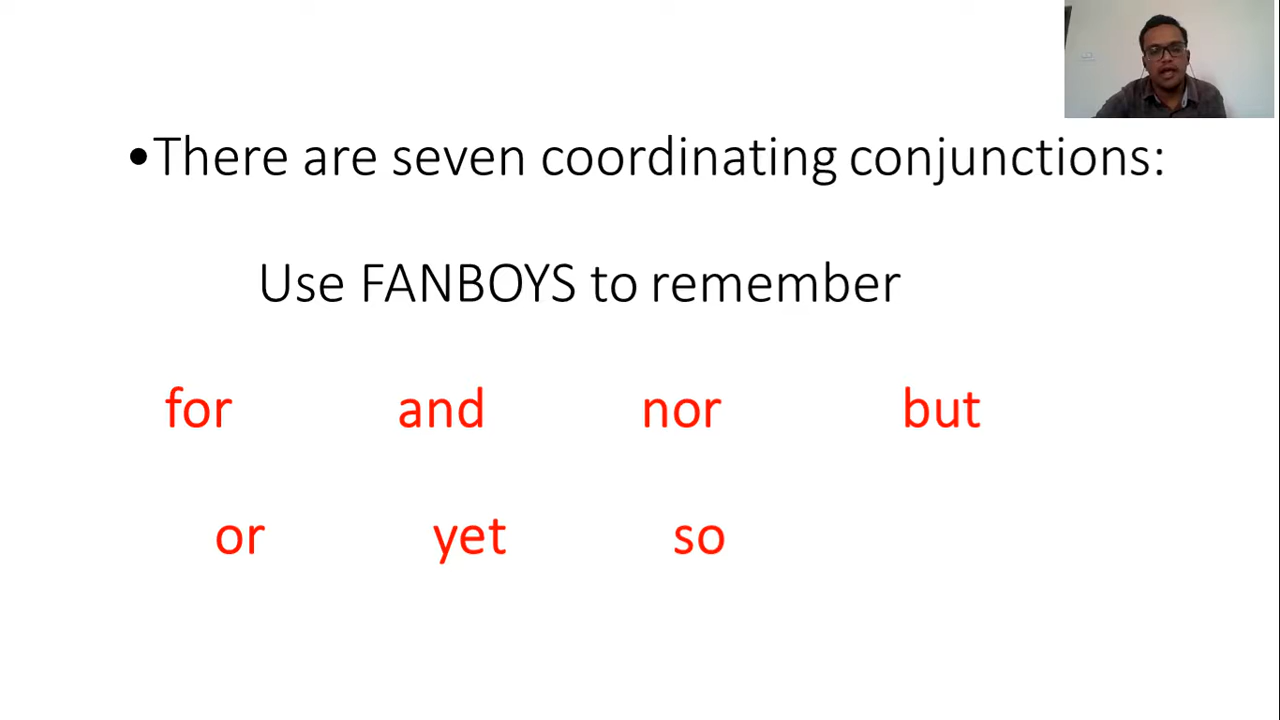 •There are seven coordinating conjunctions:
Use FANBOYS to remember
for and nor but
or yet so